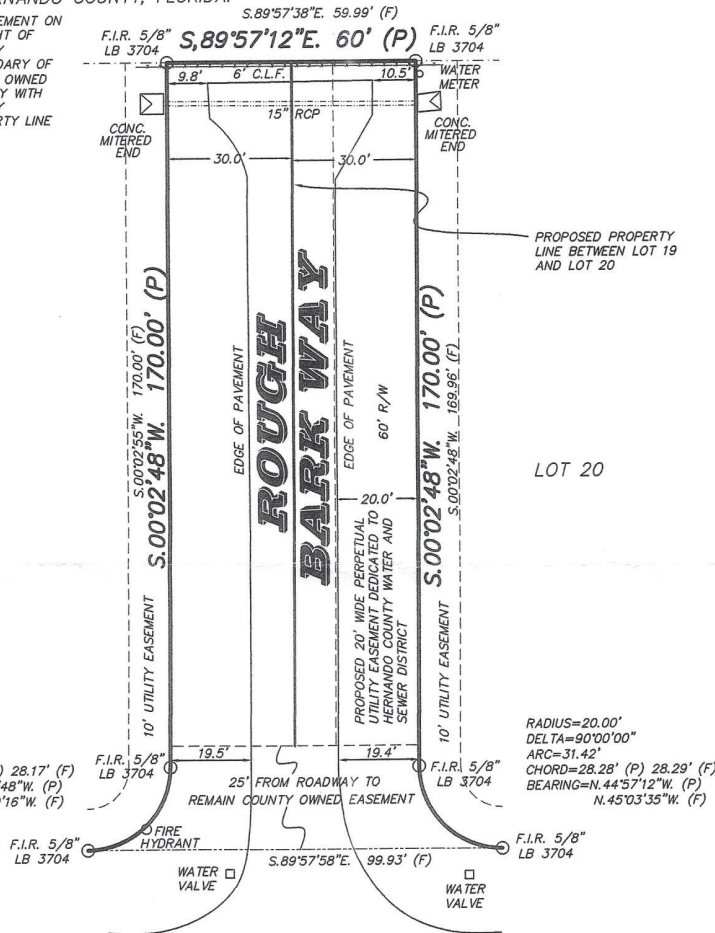 RNANDO COUNTY, FLORIDA.
EMENT ON
HT OF
Y
DARY OF
OWNED
Y WITH
Y
RTY LINE
S.89°57'38"E. 59.99' (F)
S,89°57'12"E. 60' (P)
F.I.R. 5/8"
LB 3704
F.I.R. 5/8"
LB 3704
9.8'
6' C.L.F.
10.5'
WATER
METER
15" RCP
CONC.
MITERED
END
CONC.
MITERED
END
30.0'
30.0'
PROPOSED PROPERTY
LINE BETWEEN LOT 19
AND LOT 20
S.00°02'55"W. 170.00' (F)
S.00°02'48"W. 170.00' (P)
EDGE OF PAVEMENT
ROUGH
BARK WAY
EDGE OF PAVEMENT
60' R/W
S.00°02'48"W. 170.00' (P)
S.00°02'48"W. 169.96' (F)
LOT 20
20.0'
PROPOSED 20' WIDE PERPETUAL
UTILITY EASEMENT DEDICATED TO
HERNANDO COUNTY WATER AND
SEWER DISTRICT
10' UTILITY EASEMENT
10' UTILITY EASEMENT
RADIUS=20.00'
DELTA=90°00'00"
ARC=31.42'
CHORD=28.28' (P) 28.29' (F)
BEARING=N.44°57'12"W. (P)
N.45°03'35"W. (F)
) 28.17' (F)
'48"W. (P)
'16"W. (F)
F.I.R. 5/8"
LB 3704
19.5'
19.4'
F.I.R. 5/8"
LB 3704
25' FROM ROADWAY TO
REMAIN COUNTY OWNED EASEMENT
F.I.R. 5/8"
LB 3704
FIRE
HYDRANT
S.89°57'58"E. 99.93' (F)
F.I.R. 5/8"
LB 3704
WATER
VALVE
WATER
VALVE